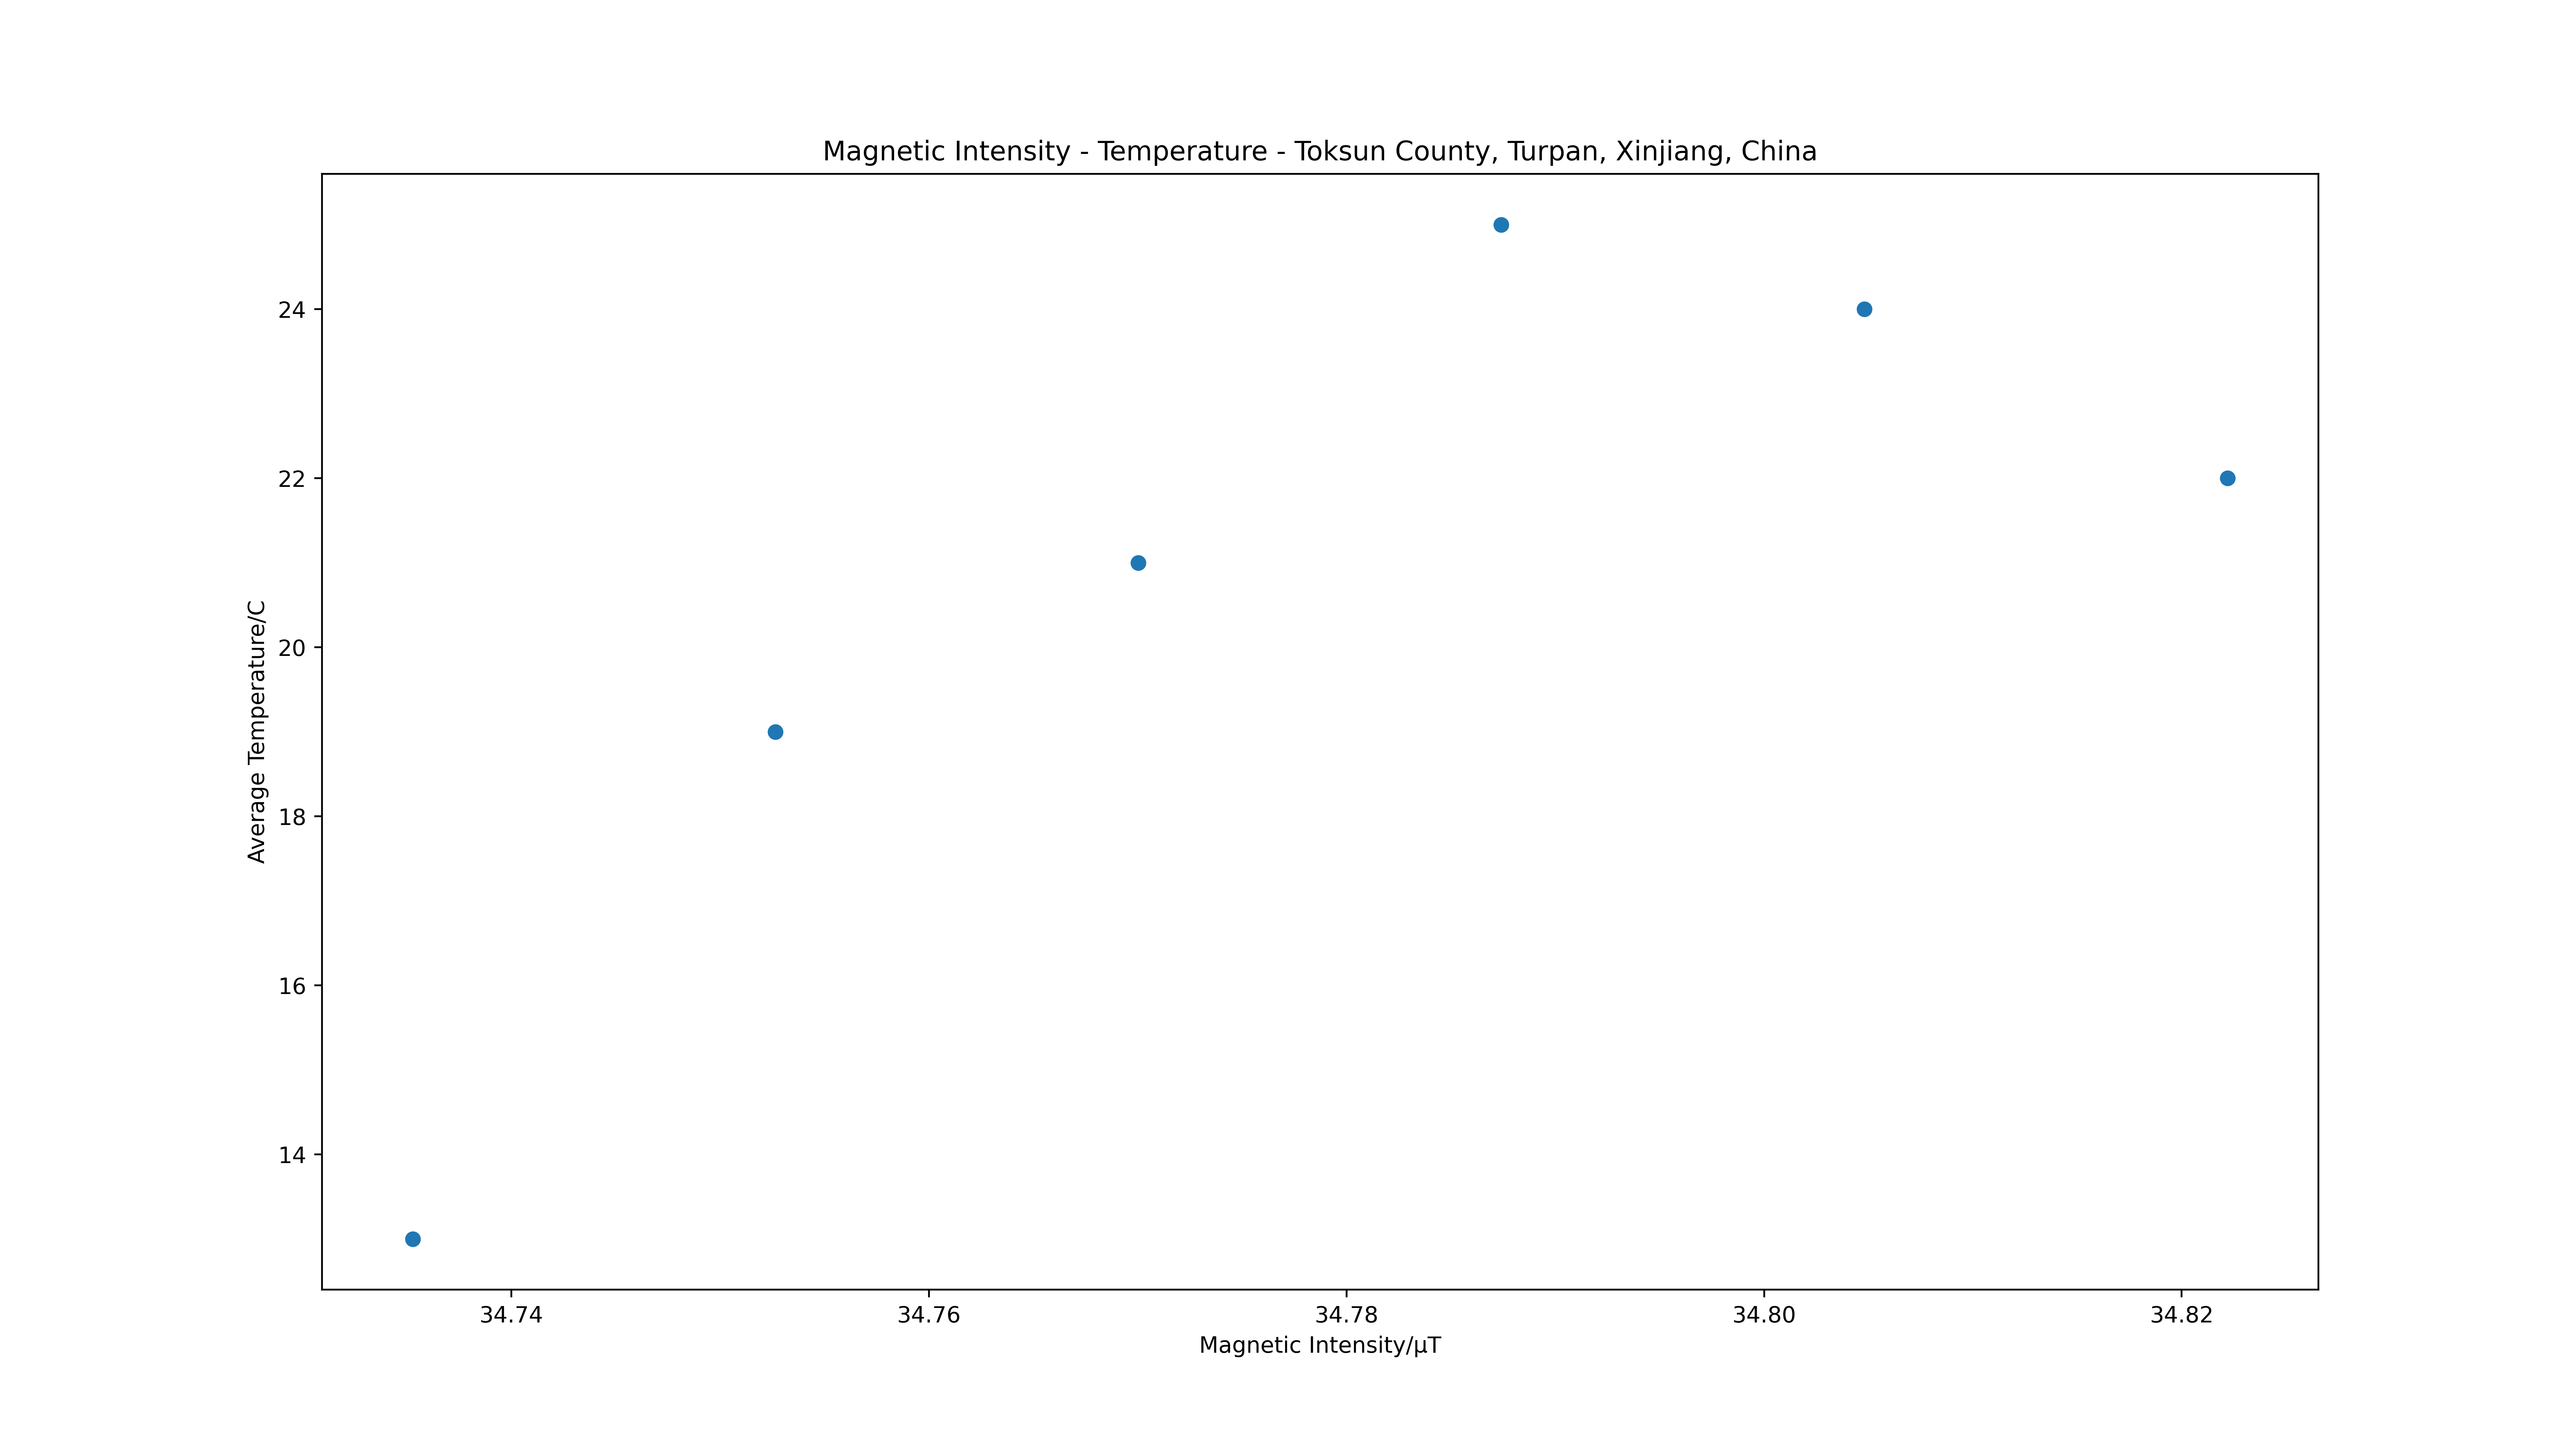 Magnetic Intensity - Temperature - Toksun County, Turpan, Xinjiang, China
24
22
20
18
16
14
Average Temperature/C
34.74 34.76 34.78 34.80 34.82
Magnetic Intensity/μT